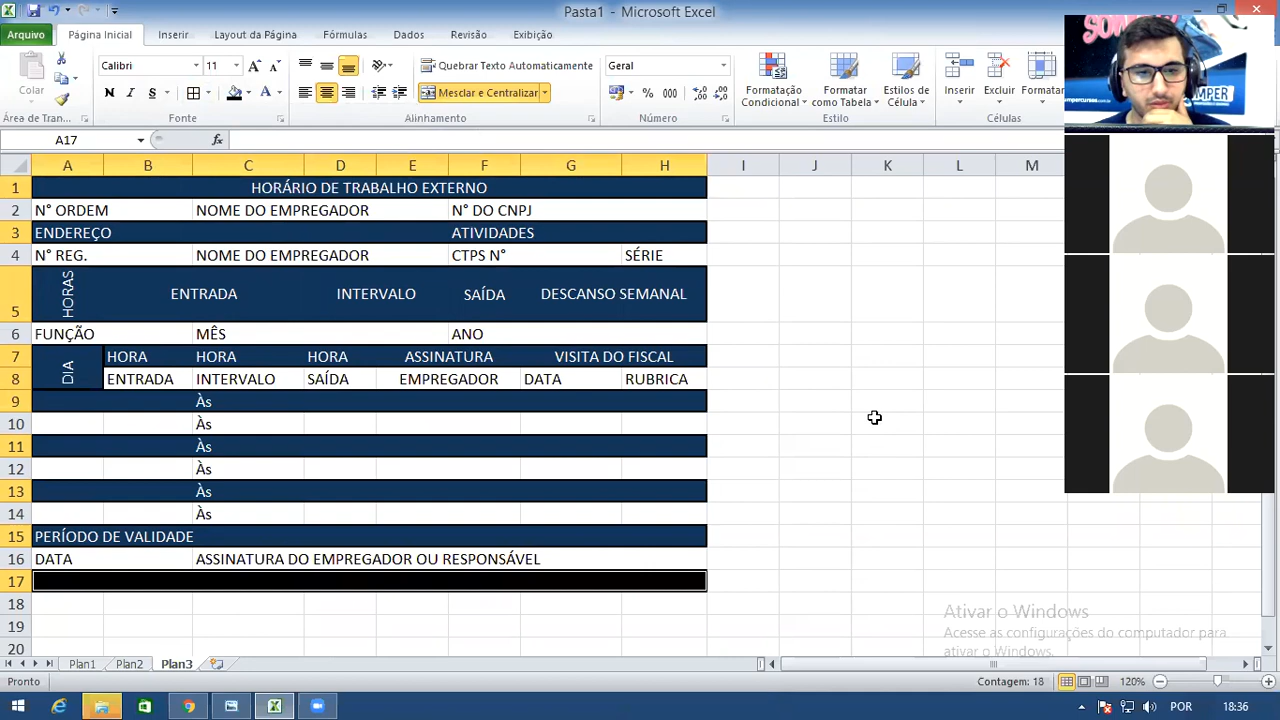 Pasta1 - Microsoft Excel
Arquivo Página Inicial Inserir Layout da Página Fórmulas Dados Revisão Exibição
Colar
Calibri 11
N I S
Quebrar Texto Automaticamente
Mesclar e Centralizar
Geral
% 000
Formatação Condicional
Formatar como Tabela
Estilos de Célula
Inserir Excluir Formatar
Área de Tran... Fonte Alinhamento Número Estilo Células
A17 fx
A B C D E F G H I J K L M
1 HORÁRIO DE TRABALHO EXTERNO
2 N° ORDEM NOME DO EMPREGADOR N° DO CNPJ
3 ENDEREÇO ATIVIDADES
4 N° REG. NOME DO EMPREGADOR CTPS N° SÉRIE
5 HORAS ENTRADA INTERVALO SAÍDA DESCANSO SEMANAL
6 FUNÇÃO MÊS ANO
7 DIA HORA HORA HORA ASSINATURA VISITA DO FISCAL
8 ENTRADA INTERVALO SAÍDA EMPREGADOR DATA RUBRICA
9 Às
10 Às
11 Às
12 Às
13 Às
14 Às
15 PERÍODO DE VALIDADE
16 DATA ASSINATURA DO EMPREGADOR OU RESPONSÁVEL
17
18
19
20
Ativar o Windows
Acesse as configurações do computador para
ativar o Windows.
Plan1 Plan2 Plan3
Pronto Contagem: 18 120%
POR 18:36